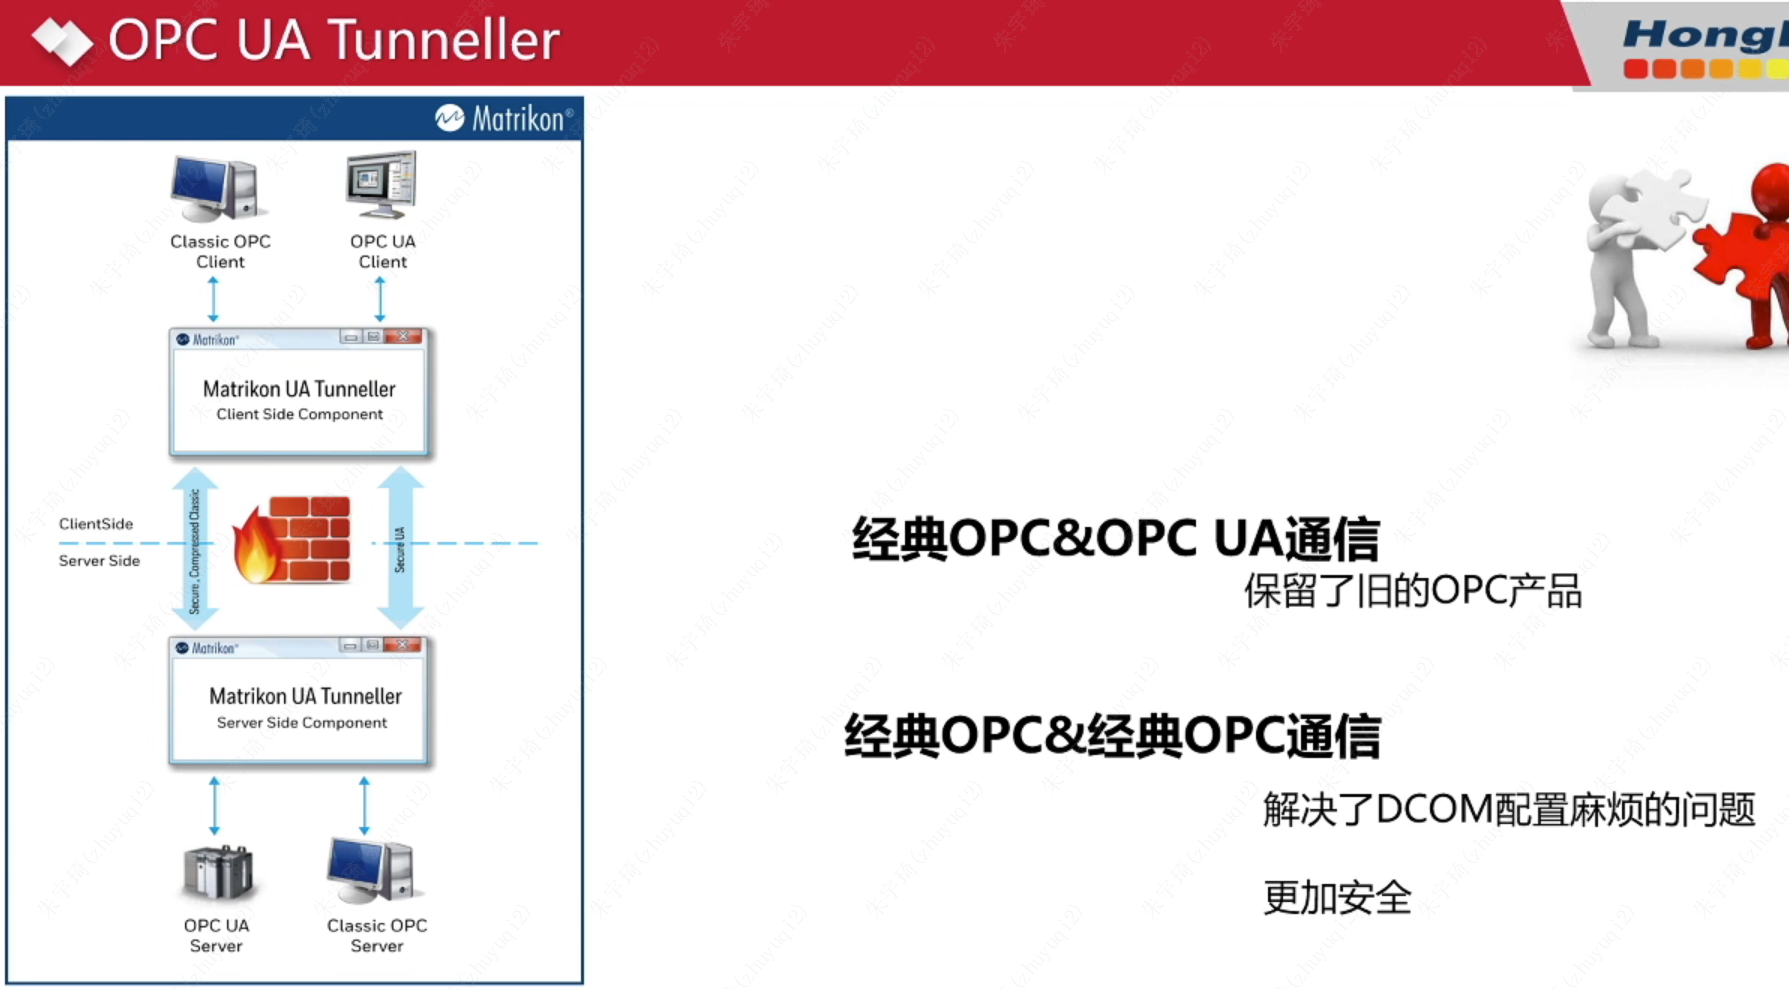 OPC UA Tunneller
Matrikon®
Classic OPC
Client
OPC UA
Client
Matrikon®
Matrikon UA Tunneller
Client Side Component
ClientSide
Server Side
Secure , Compressed Classic
Secure UA
Matrikon®
Matrikon UA Tunneller
Server Side Component
OPC UA
Server
Classic OPC
Server
经典OPC&OPC UA通信
保留了旧的OPC产品
经典OPC&经典OPC通信
解决了DCOM配置麻烦的问题
更加安全
朱宇琦(zhuyuqi2)